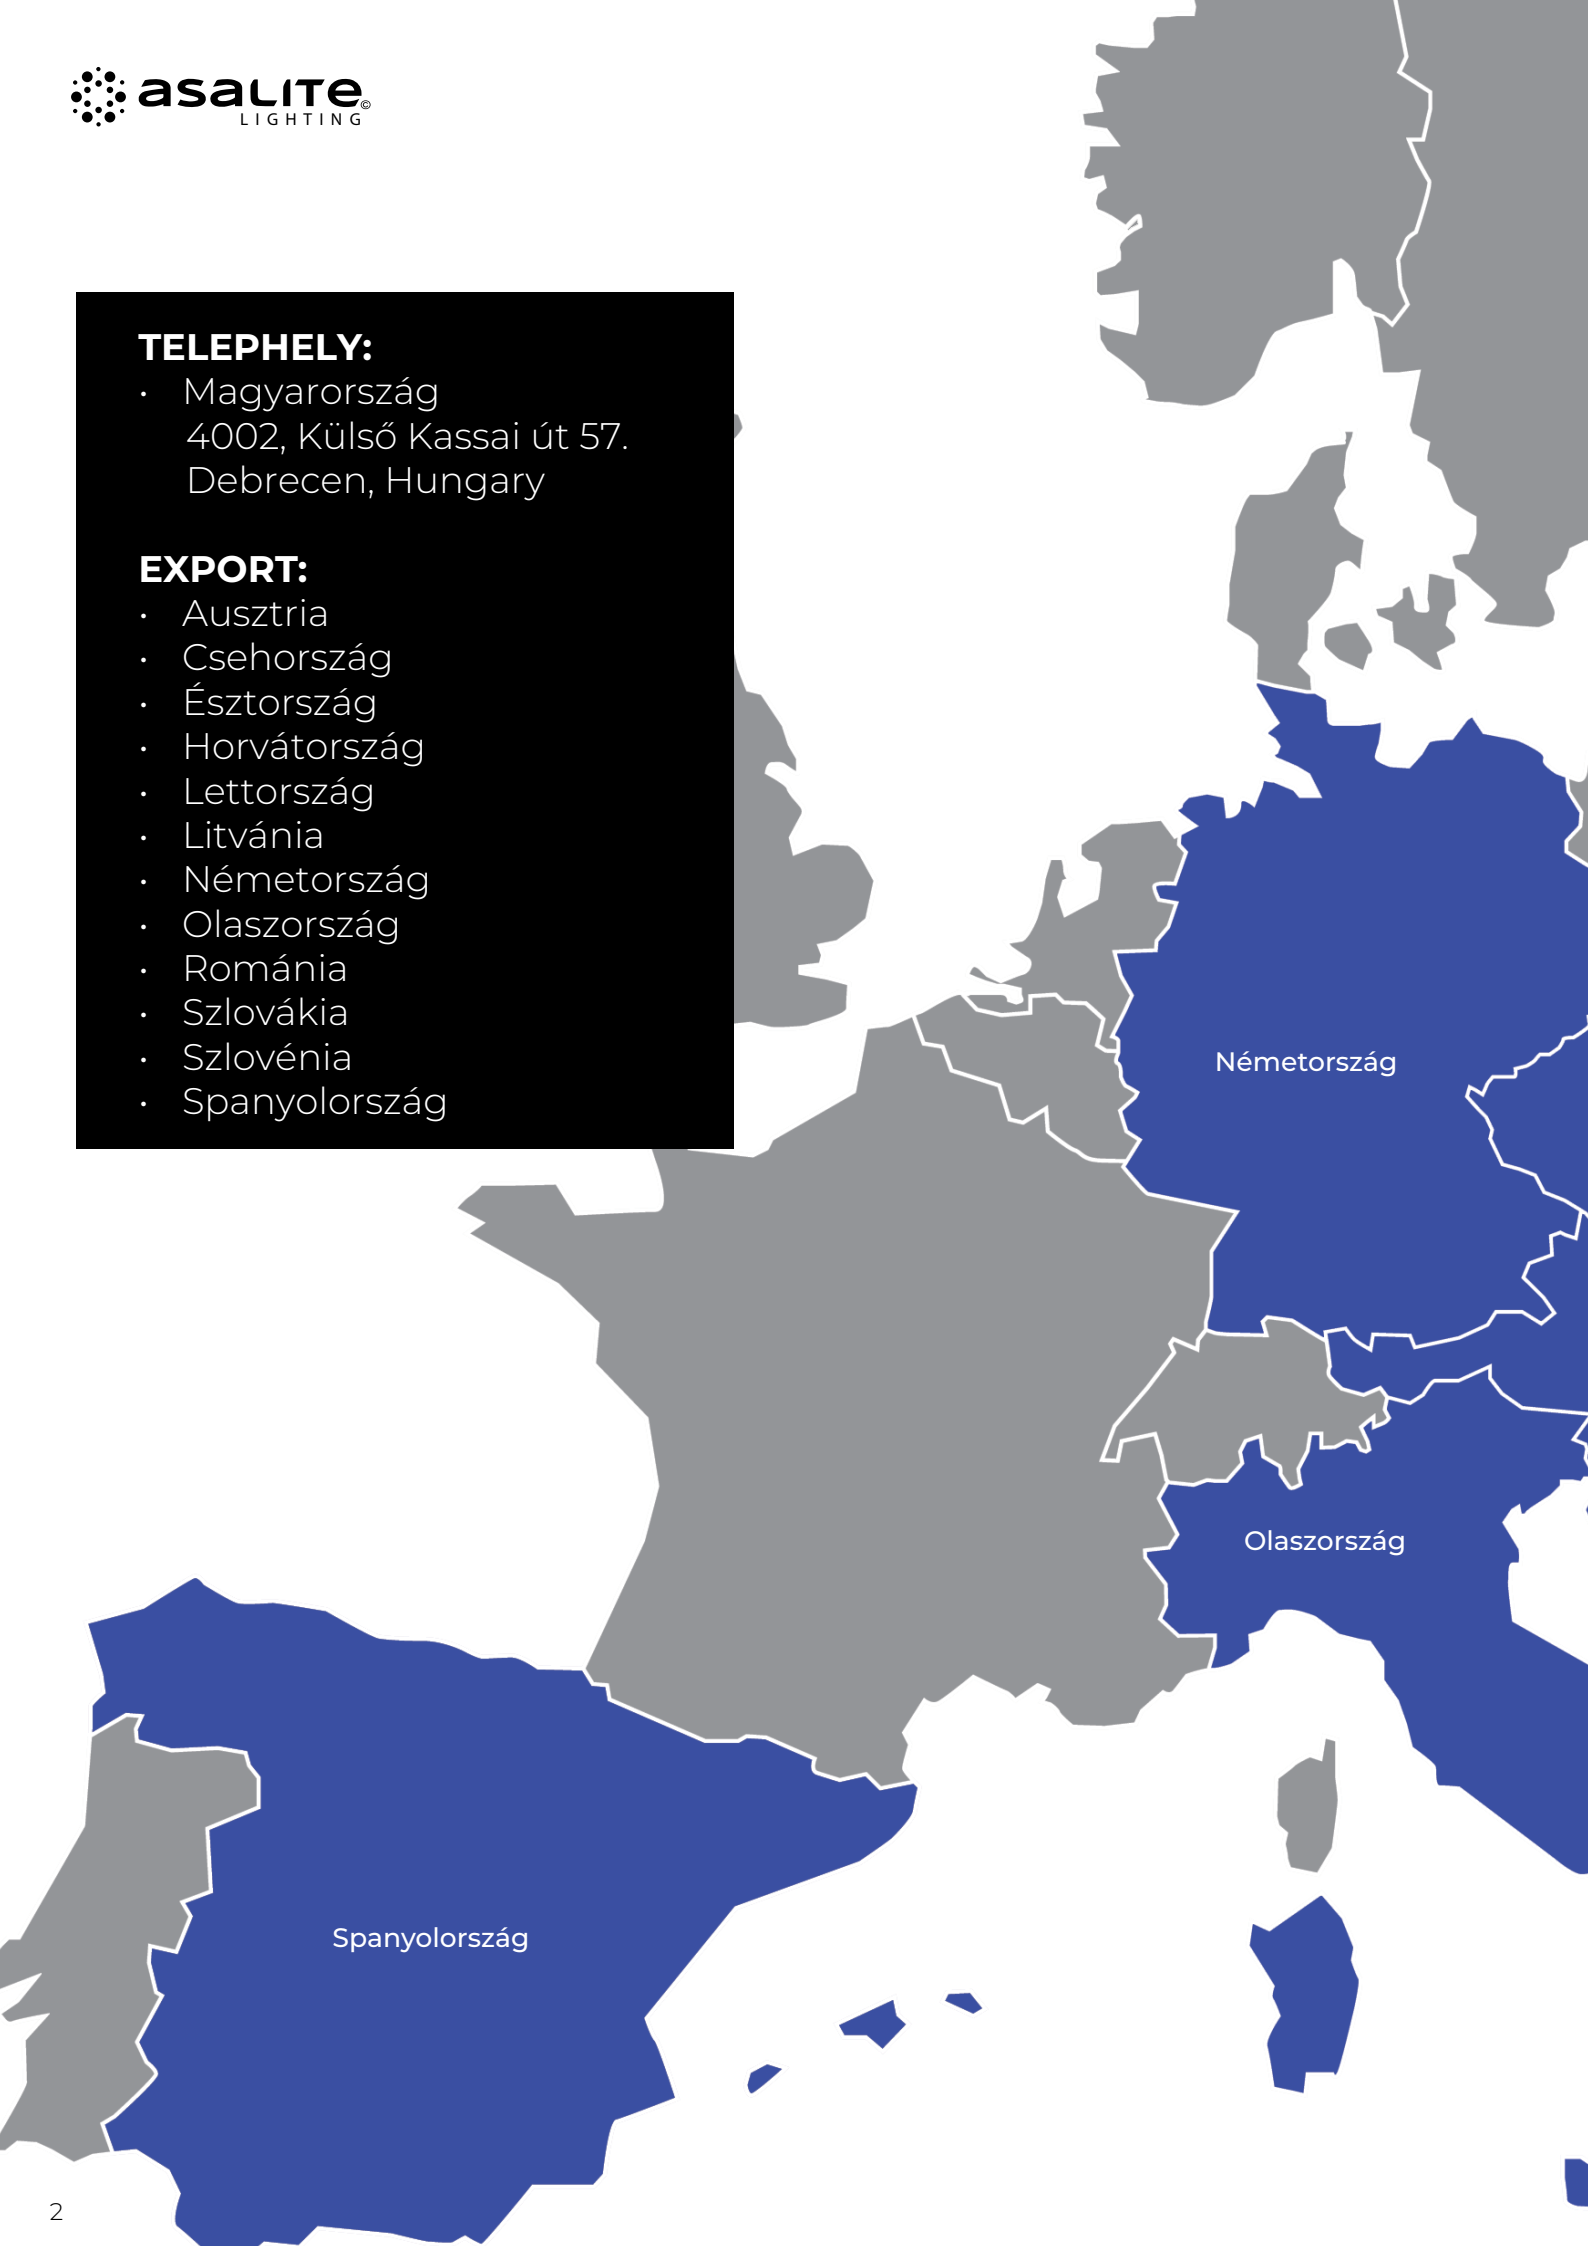 asalite©
LIGHTING
TELEPHELY:
• Magyarország
4002, Külső Kassai út 57.
Debrecen, Hungary
EXPORT:
• Ausztria
• Csehország
• Észtország
• Horvátország
• Lettország
• Litvánia
• Németország
• Olaszország
• Románia
• Szlovákia
• Szlovénia
• Spanyolország
Németország
Olaszország
Spanyolország
2